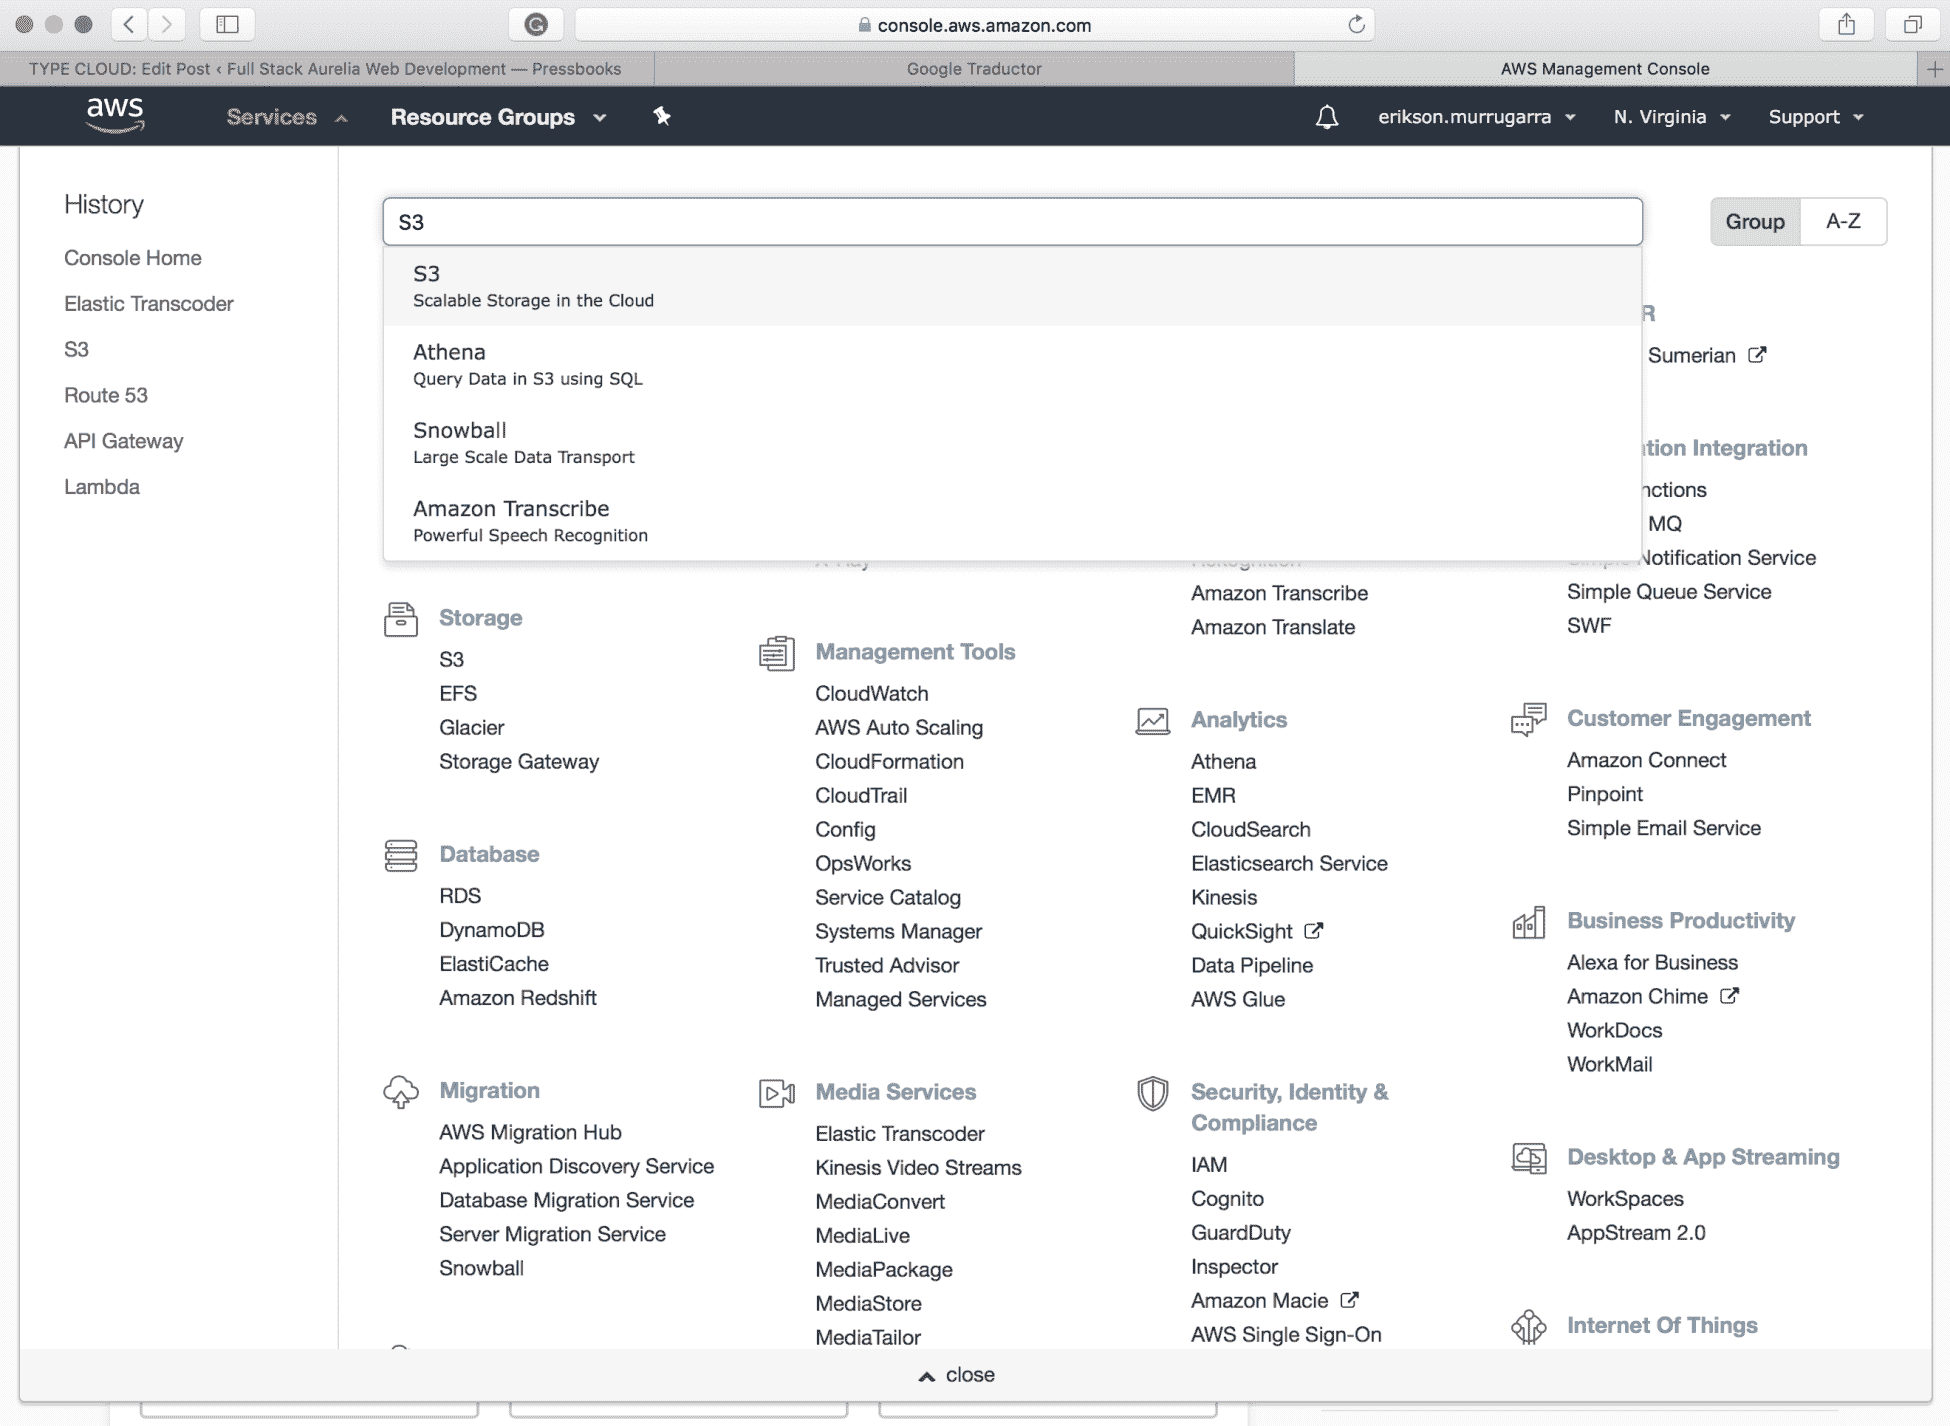 console.aws.amazon.com
TYPE CLOUD: Edit Post ‹ Full Stack Aurelia Web Development — Pressbooks
Google Traductor
AWS Management Console
aws
Services
Resource Groups
erikson.murrugarra
N. Virginia
Support
History
Console Home
Elastic Transcoder
S3
Route 53
API Gateway
Lambda
S3
Group
A-Z
S3
Scalable Storage in the Cloud
Athena
Query Data in S3 using SQL
Snowball
Large Scale Data Transport
Amazon Transcribe
Powerful Speech Recognition
Storage
S3
EFS
Glacier
Storage Gateway
Database
RDS
DynamoDB
ElastiCache
Amazon Redshift
Migration
AWS Migration Hub
Application Discovery Service
Database Migration Service
Server Migration Service
Snowball
Management Tools
CloudWatch
AWS Auto Scaling
CloudFormation
CloudTrail
Config
OpsWorks
Service Catalog
Systems Manager
Trusted Advisor
Managed Services
Media Services
Elastic Transcoder
Kinesis Video Streams
MediaConvert
MediaLive
MediaPackage
MediaStore
MediaTailor
Amazon Transcribe
Amazon Translate
Analytics
Athena
EMR
CloudSearch
Elasticsearch Service
Kinesis
QuickSight
Data Pipeline
AWS Glue
Security, Identity &
Compliance
IAM
Cognito
GuardDuty
Inspector
Amazon Macie
AWS Single Sign-On
R
Sumerian
tion Integration
nctions
MQ
Notification Service
Simple Queue Service
SWF
Customer Engagement
Amazon Connect
Pinpoint
Simple Email Service
Business Productivity
Alexa for Business
Amazon Chime
WorkDocs
WorkMail
Desktop & App Streaming
WorkSpaces
AppStream 2.0
Internet Of Things
close